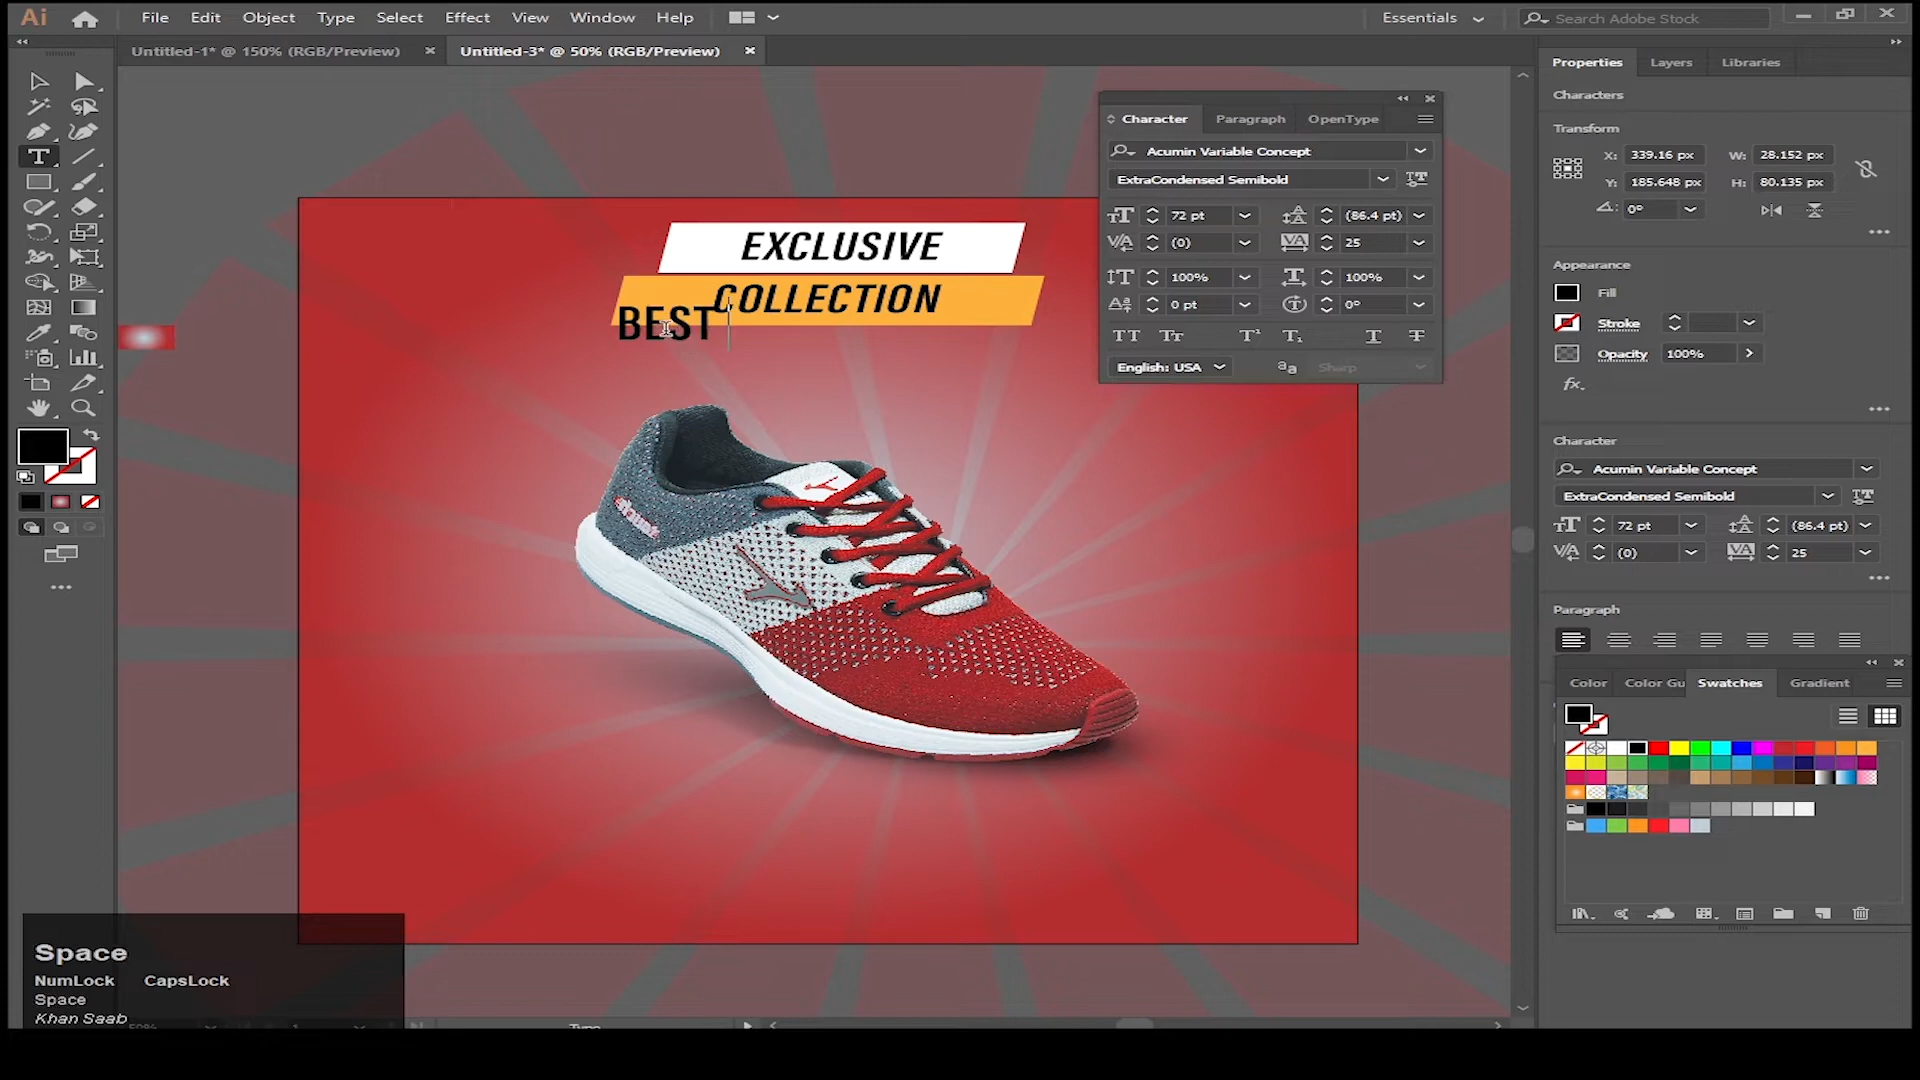 Ai File Edit Object Type Select Effect View Window Help Essentials Search Adobe Stock
Untitled-1* @ 150% (RGB/Preview) Untitled-3* @ 50% (RGB/Preview)
EXCLUSIVE
COLLECTION
BEST
Character Paragraph OpenType
Acumin Variable Concept
ExtraCondensed Semibold
72 pt (86.4 pt)
(0) 25
100% 100%
0 pt 0°
English: USA Sharp
Properties Layers Libraries
Characters
Transform
X: 339.16 px W: 28.152 px
Y: 185.648 px H: 80.135 px
0°
Appearance
Fill
Stroke
Opacity 100%
fx.
Character
Acumin Variable Concept
ExtraCondensed Semibold
72 pt (86.4 pt)
(0) 25
Paragraph
Color Color Gu Swatches Gradient
Space
NumLock CapsLock
Space
Khan Saab